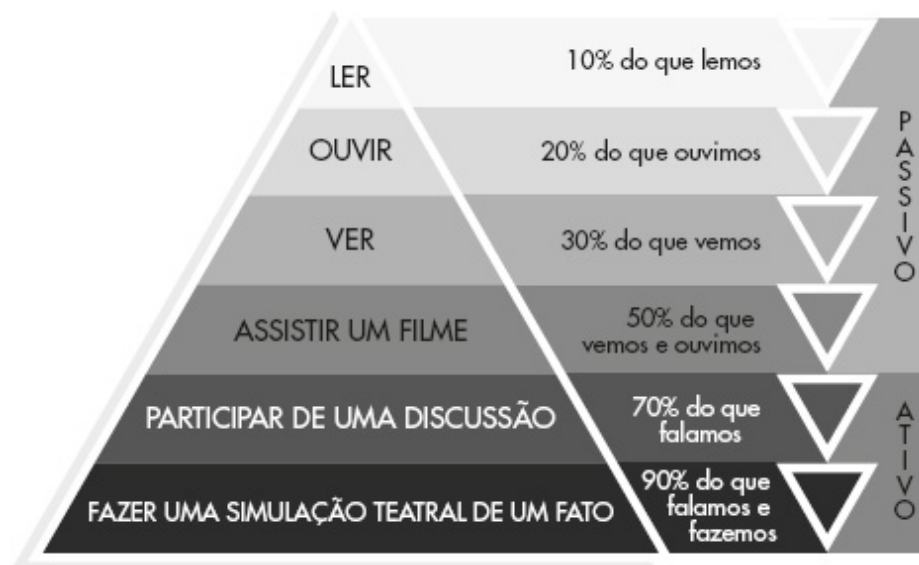 LER
10% do que lemos
OUVIR
20% do que ouvimos
VER
30% do que vemos
ASSISTIR UM FILME
50% do que
vemos e ouvimos
PARTICIPAR DE UMA DISCUSSÃO
70% do que
falamos
FAZER UMA SIMULAÇÃO TEATRAL DE UM FATO
90% do que
falamos e
fazemos
PASSIVO
ATIVO